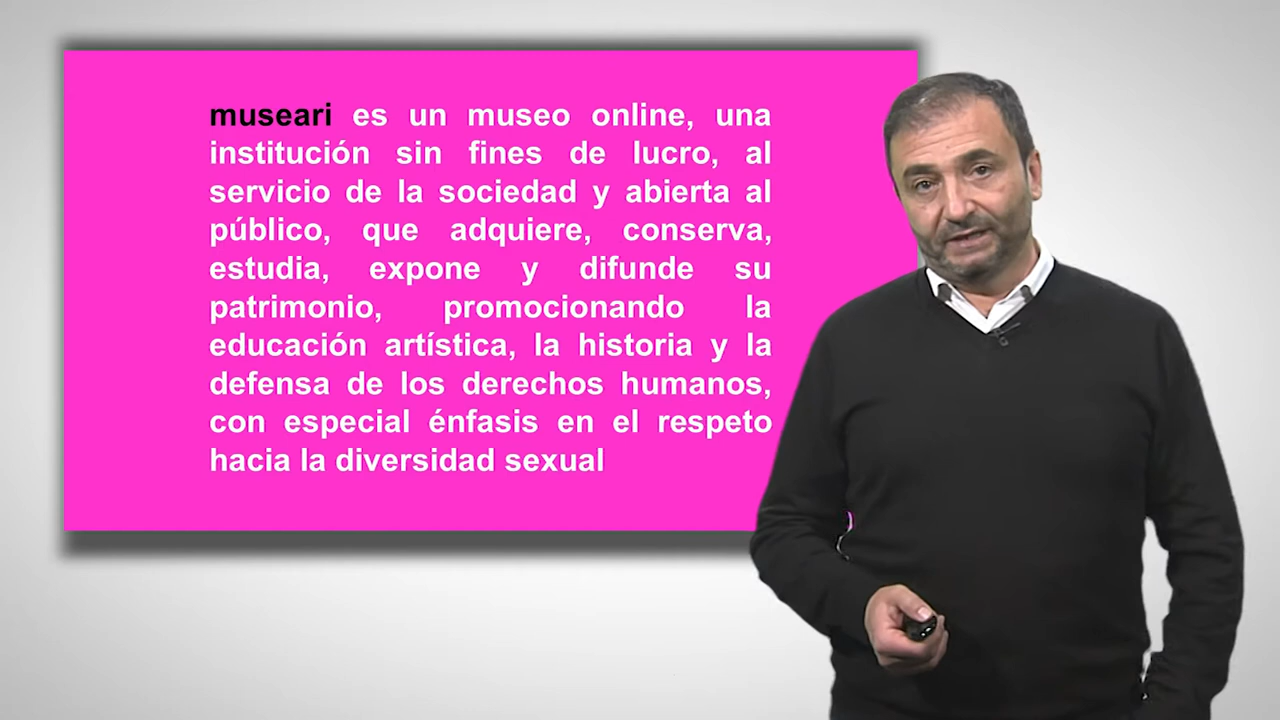 museari es un museo online, una
institución sin fines de lucro, al
servicio de la sociedad y abierta al
público, que adquiere, conserva,
estudia, expone y difunde su
patrimonio, promocionando la
educación artística, la historia y la
defensa de los derechos humanos,
con especial énfasis en el respeto
hacia la diversidad sexual